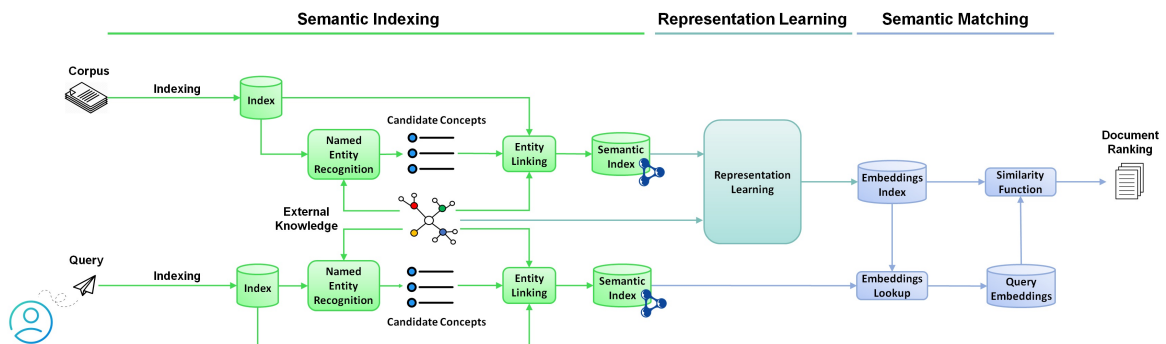 Semantic Indexing
Representation Learning
Semantic Matching
Corpus
Indexing
Index
Candidate Concepts
Named
Entity
Recognition
Entity
Linking
Semantic
Index
Representation
Learning
Embeddings
Index
Similarity
Function
Document
Ranking
External
Knowledge
Query
Indexing
Index
Named
Entity
Recognition
Candidate Concepts
Entity
Linking
Semantic
Index
Embeddings
Lookup
Query
Embeddings